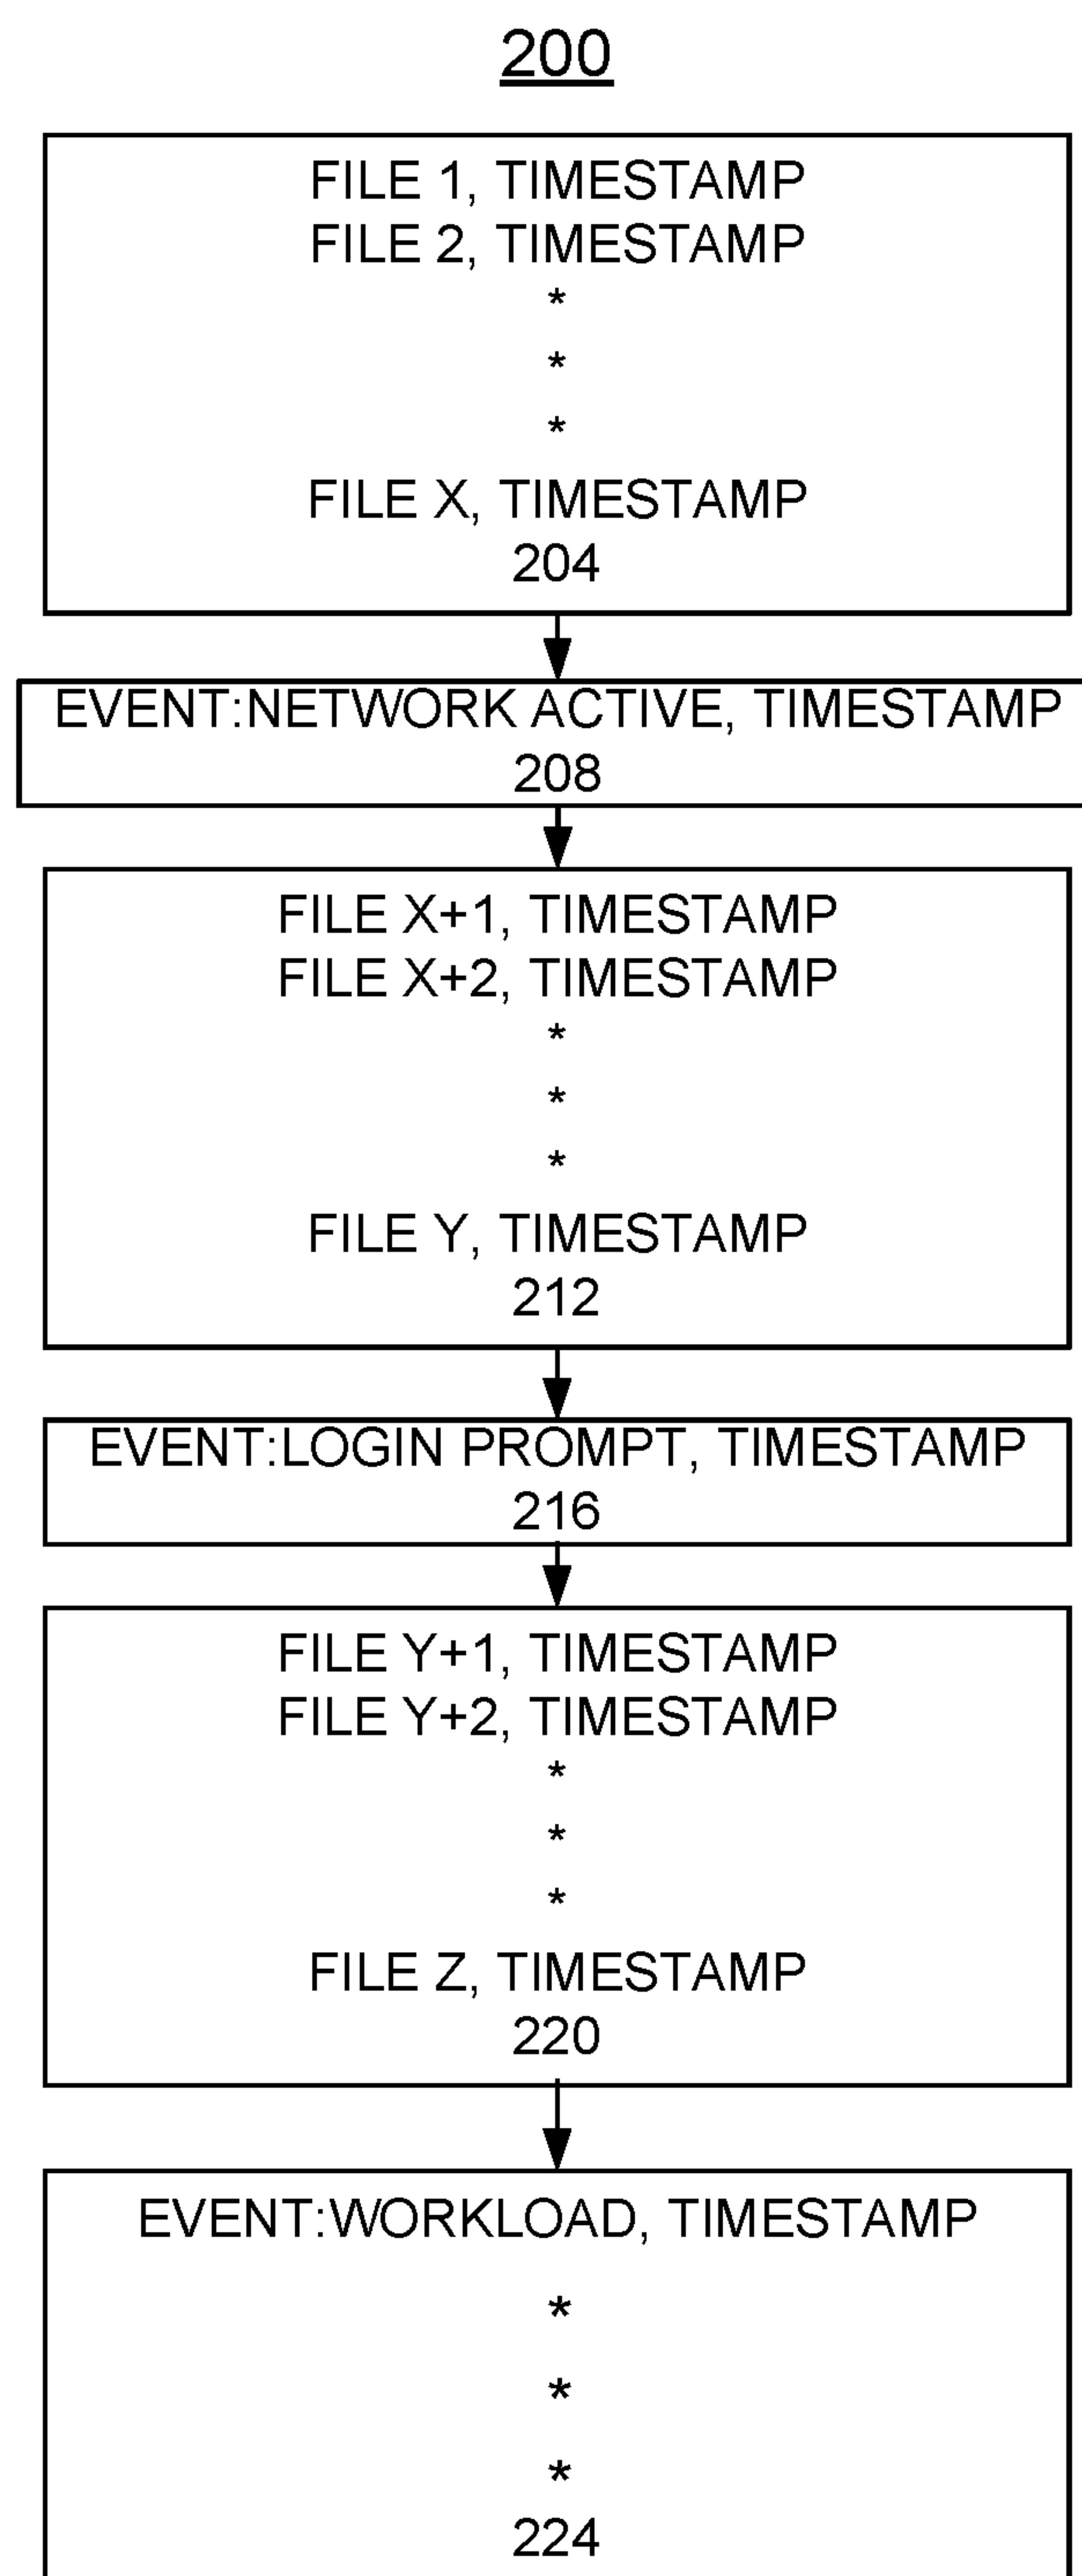 200
FILE 1, TIMESTAMP
FILE 2, TIMESTAMP
*
*
*
FILE X, TIMESTAMP
204
EVENT:NETWORK ACTIVE, TIMESTAMP
208
FILE X+1, TIMESTAMP
FILE X+2, TIMESTAMP
*
*
*
FILE Y, TIMESTAMP
212
EVENT:LOGIN PROMPT, TIMESTAMP
216
FILE Y+1, TIMESTAMP
FILE Y+2, TIMESTAMP
*
*
*
FILE Z, TIMESTAMP
220
EVENT:WORKLOAD, TIMESTAMP
*
*
*
224